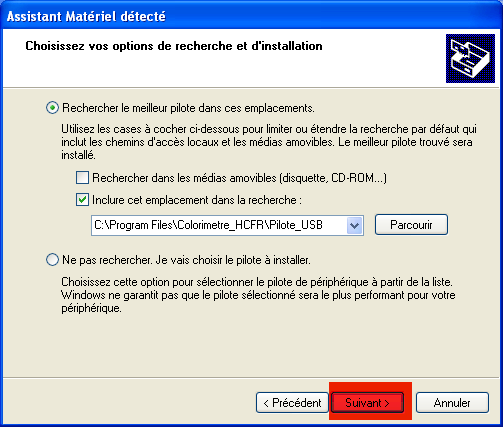 Assistant Matériel détecté
Choisissez vos options de recherche et d'installation
Rechercher le meilleur pilote dans ces emplacements.
Utilisez les cases à cocher ci-dessous pour limiter ou étendre la recherche par défaut qui
inclut les chemins d'accès locaux et les médias amovibles. Le meilleur pilote trouvé sera
installé.
Rechercher dans les médias amovibles (disquette, CD-ROM...)
Inclure cet emplacement dans la recherche :
C:\Program Files\Colorimetre_HCFR\Pilote_USB
Parcourir
Ne pas rechercher. Je vais choisir le pilote à installer.
Choisissez cette option pour sélectionner le pilote de périphérique à partir de la liste.
Windows ne garantit pas que le pilote sélectionné sera le plus performant pour votre
périphérique.
< Précédent
Suivant >
Annuler